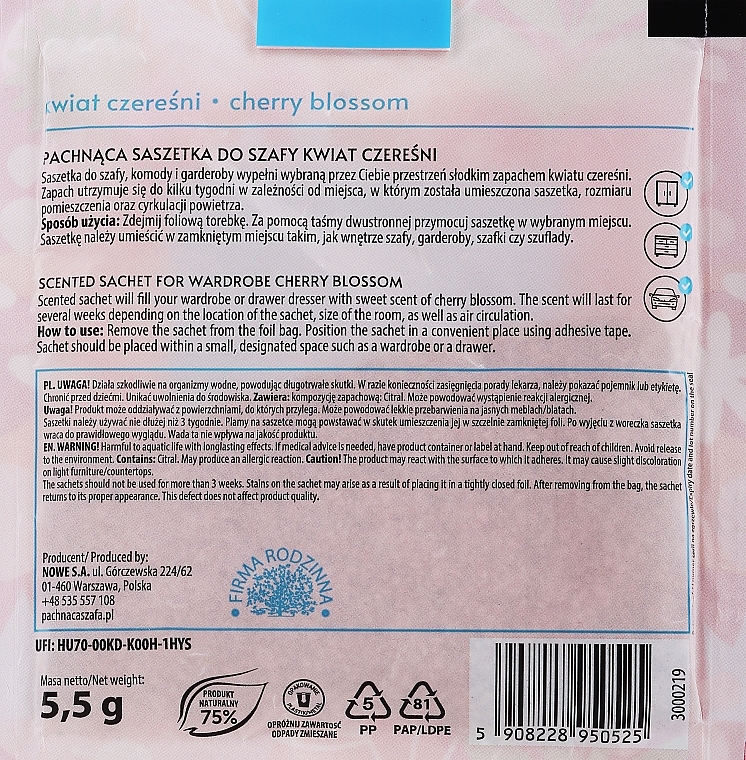 kwiat czereśni • cherry blossom
PACHNĄCA SASZETKA DO SZAFY KWIAT CZEREŚNI
Saszetka do szafy, komody i garderoby wypełni wybraną przez Ciebie przestrzeń słodkim zapachem kwiatu czereśni.
Zapach utrzymuje się do kilku tygodni w zależności od miejsca, w którym została umieszczona saszetka, rozmiaru
pomieszczenia oraz cyrkulacji powietrza.
Sposób użycia: Zdejmij foliową torebkę. Za pomocą taśmy dwustronnej przymocuj saszetkę w wybranym miejscu.
Saszetkę należy umieścić w zamkniętym miejscu takim, jak wnętrze szafy, garderoby, szafki czy szuflady.
SCENTED SACHET FOR WARDROBE CHERRY BLOSSOM
Scented sachet will fill your wardrobe or drawer dresser with sweet scent of cherry blossom. The scent will last for
several weeks depending on the location of the sachet, size of the room, as well as air circulation.
How to use: Remove the sachet from the foil bag. Position the sachet in a convenient place using adhesive tape.
Sachet should be placed within a small, designated space such as a wardrobe or a drawer.
PL. UWAGA! Działa szkodliwie na organizmy wodne, powodując długotrwałe skutki. W razie konieczności zasięgnięcia porady lekarza, należy pokazać pojemnik lub etykietę.
Chronić przed dziećmi. Unikać uwolnienia do środowiska. Zawiera: kompozycję zapachową: Citral. Może powodować wystąpienie reakcji alergicznej.
Uwaga! Produkt może oddziaływać z powierzchniami, do których przylega. Może powodować lekkie przebarwienia na jasnych meblach/blatach.
Saszetki należy używać nie dłużej niż 3 tygodnie. Plamy na saszetce mogą powstawać w skutek umieszczenia jej w szczelnie zamkniętej foli. Po wyjęciu z woreczka saszetka
wraca do prawidłowego wyglądu. Wada ta nie wpływa na jakość produktu.
EN. WARNING! Harmful to aquatic life with longlasting effects. If medical advice is needed, have product container or label at hand. Keep out of reach of children. Avoid release
to the environment. Contains: Citral. May produce an allergic reaction. Caution! The product may react with the surface to which it adheres. It may cause slight discoloration
on light furniture/countertops.
The sachets should not be used for more than 3 weeks. Stains on the sachet may arise as a result of placing it in a tightly closed foil. After removing from the bag, the sachet
returns to its proper appearance. This defect does not affect product quality.
expiry date and lot number on the seal
Producent/ Produced by:
NOWE S.A. ul. Górczewska 224/62
01-460 Warszawa, Polska
+48 535 557 108
pachnacaszafa.pl
• FIRMA RODZINNA •
UFI: HU70-00KD-K00H-1HYS
Masa netto/Net weight:
5,5 g
PRODUKT
NATURALNY
75%
OPAKOWANIE
PLASTIK/METAL
OPRÓŻNIJ ZAWARTOŚĆ
ODPADY ZMIESZANE
5
PP
81
PAP/LDPE
5 908228 950525
3000219